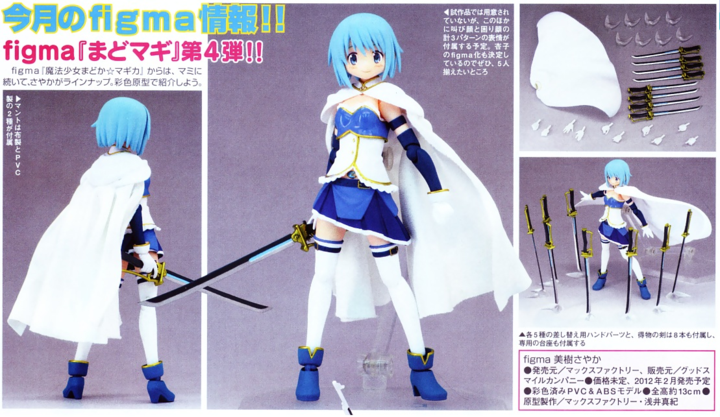 今月のfigma情報!!
figma『まどマギ』第4弾!!
figma『魔法少女まどか☆マギカ』からは、マミに
続いて、さやかがラインナップ。彩色原型で紹介しよう。
▶マントは布製とPVC
製の2種が付属
◀試作品では用意され
ていないが、このほか
に叫び顔と困り顔の
計3パターンの表情が
付属する予定。杏子
のfigma化も決定し
ているのでぜひ、5人
揃えたいところ
▲各5種の差し替え用ハンドパーツと、得物の剣は8本も付属し、
専用の台座も付属する
figma 美樹さやか
●発売元/マックスファクトリー、販売元/グッドス
マイルカンパニー●価格未定、2012年2月発売予定
●彩色済みPVC&ABSモデル●全高約13cm●
原型製作/マックスファクトリー・浅井真紀